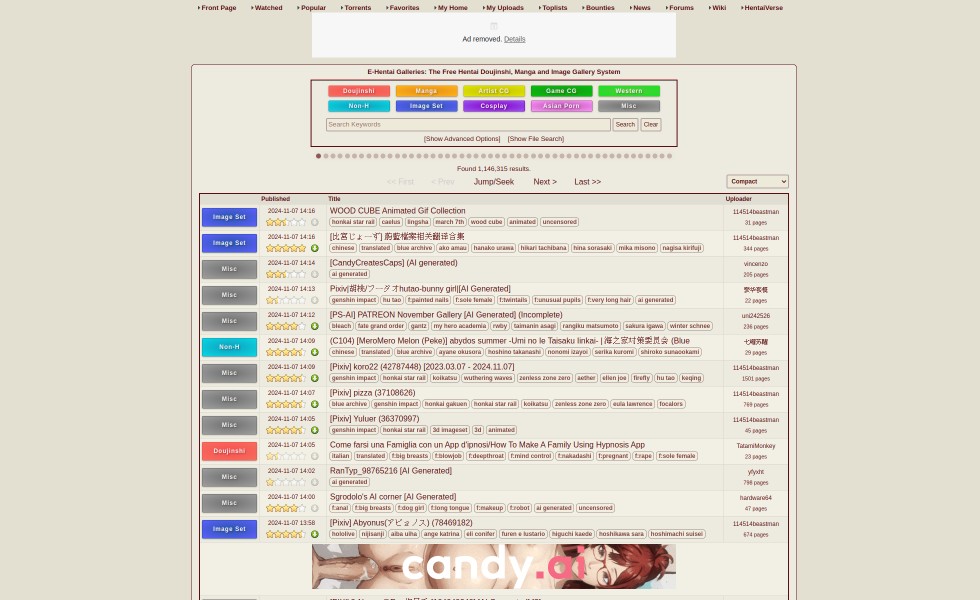 Front Page Watched Popular Torrents Favorites My Home My Uploads Toplists Bounties News Forums Wiki HentaiVerse
Ad removed. Details
E-Hentai Galleries: The Free Hentai Doujinshi, Manga and Image Gallery System
Doujinshi Manga Artist CG Game CG Western
Non-H Image Set Cosplay Asian Porn Misc
Search Keywords Search Clear
[Show Advanced Options] [Show File Search]
Found 1,146,315 results.
<< First < Prev Jump/Seek Next > Last >> Compact
Published Title Uploader
Image Set 2024-11-07 14:16 WOOD CUBE Animated Gif Collection 114514beastman
honkai star rail caelus lingsha march 7th wood cube animated uncensored 31 pages
Image Set 2024-11-07 14:16 [比宮じょーず] 蔚藍檔案相关翻译合集 114514beastman
chinese translated blue archive ako amau hanako urawa hikari tachibana hina sorasaki mika misono nagisa kirifuji 344 pages
Misc 2024-11-07 14:14 [CandyCreatesCaps] (AI generated) vincenzo
ai generated 205 pages
Misc 2024-11-07 14:13 Pixiv|胡桃/フータオhutao-bunny girl|[AI Generated]
genshin impact hu tao f:painted nails f:sole female f:twintails f:unusual pupils f:very long hair ai generated 22 pages
Misc 2024-11-07 14:12 [PS-AI] PATREON November Gallery [AI Generated] (Incomplete) uni242526
bleach fate grand order gantz my hero academia rwby taimanin asagi rangiku matsumoto sakura igawa winter schnee 236 pages
Non-H 2024-11-07 14:09 (C104) [MeroMero Melon (Peke)] abydos summer -Umi no Ie Taisaku Iinkai- | 海之家对策委员会 (Blue
chinese translated blue archive ayane okusora hoshino takanashi nonomi izayoi serika kuromi shiroko sunaookami 29 pages
Misc 2024-11-07 14:09 [Pixiv] koro22 (42787448) [2023.03.07 - 2024.11.07] 114514beastman
genshin impact honkai star rail koikatsu wuthering waves zenless zone zero aether ellen joe firefly hu tao keqing 1501 pages
Misc 2024-11-07 14:07 [Pixiv] pizza (37108626) 114514beastman
blue archive genshin impact honkai gakuen honkai star rail koikatsu zenless zone zero eula lawrence focalors 769 pages
Misc 2024-11-07 14:05 [Pixiv] Yuluer (36370997) 114514beastman
genshin impact honkai star rail 3d imageset 3d animated 45 pages
Doujinshi 2024-11-07 14:05 Come farsi una Famiglia con un App d'ipnosi/How To Make A Family Using Hypnosis App TatamiMonkey
italian translated f:big breasts f:blowjob f:deepthroat f:mind control f:nakadashi f:pregnant f:rape f:sole female 23 pages
Misc 2024-11-07 14:02 RanTyp_98765216 [AI Generated] yfyxht
ai generated 798 pages
Misc 2024-11-07 14:00 Sgrodolo's AI corner [AI Generated] hardware64
f:anal f:big breasts f:dog girl f:long tongue f:makeup f:robot ai generated uncensored 47 pages
Image Set 2024-11-07 13:58 [Pixiv] Abyonus(アビョノス) (78469182) 114514beastman
hololive nijisanji aiba uiha ange katrina eli conifer furen e lustario higuchi kaede hoshikawa sara hoshimachi suisei 674 pages
candy.ai